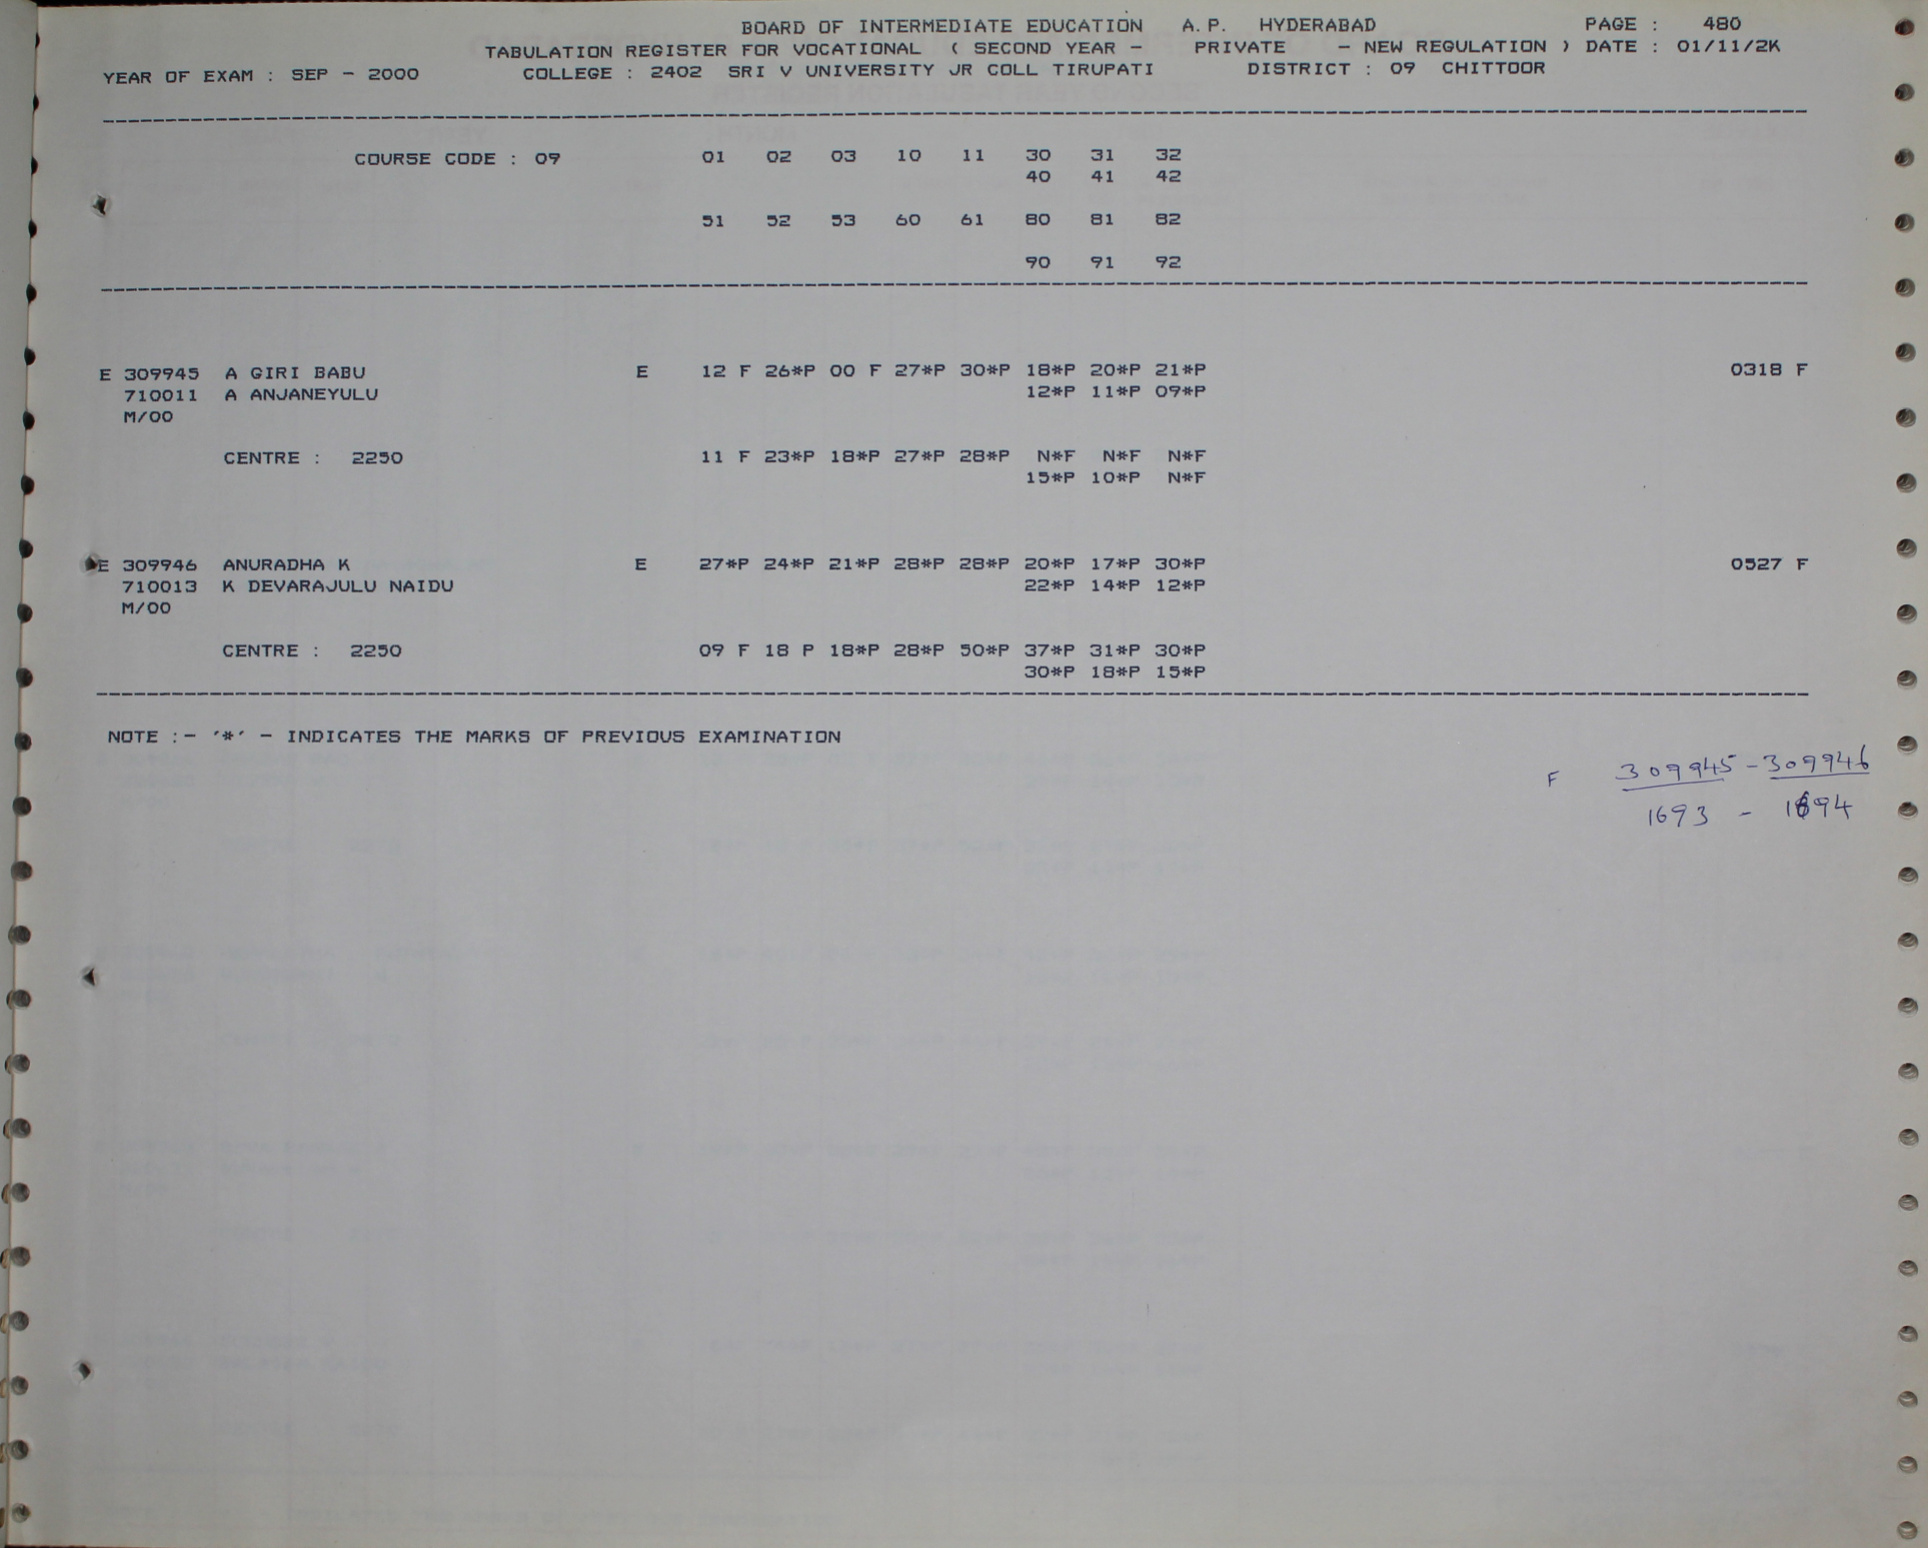 BOARD OF INTERMEDIATE EDUCATION A.P. HYDERABAD PAGE : 480
TABULATION REGISTER FOR VOCATIONAL ( SECOND YEAR - PRIVATE - NEW REGULATION ) DATE : 01/11/2K
YEAR OF EXAM : SEP - 2000 COLLEGE : 2402 SRI V UNIVERSITY JR COLL TIRUPATI DISTRICT : 09 CHITTOOR
COURSE CODE : 09 01 02 03 10 11 30 31 32
40 41 42
51 52 53 60 61 80 81 82
90 91 92
E 309945 A GIRI BABU E 12 F 26*P 00 F 27*P 30*P 18*P 20*P 21*P 0318 F
710011 A ANJANEYULU 12*P 11*P 09*P
M/00
CENTRE : 2250 11 F 23*P 18*P 27*P 28*P N*F N*F N*F
15*P 10*P N*F
E 309946 ANURADHA K E 27*P 24*P 21*P 28*P 28*P 20*P 17*P 30*P 0527 F
710013 K DEVARAJULU NAIDU 22*P 14*P 12*P
M/00
CENTRE : 2250 09 F 18 P 18*P 28*P 50*P 37*P 31*P 30*P
30*P 18*P 15*P
NOTE :- '*' - INDICATES THE MARKS OF PREVIOUS EXAMINATION
F 309945 - 309946
1693 - 1694